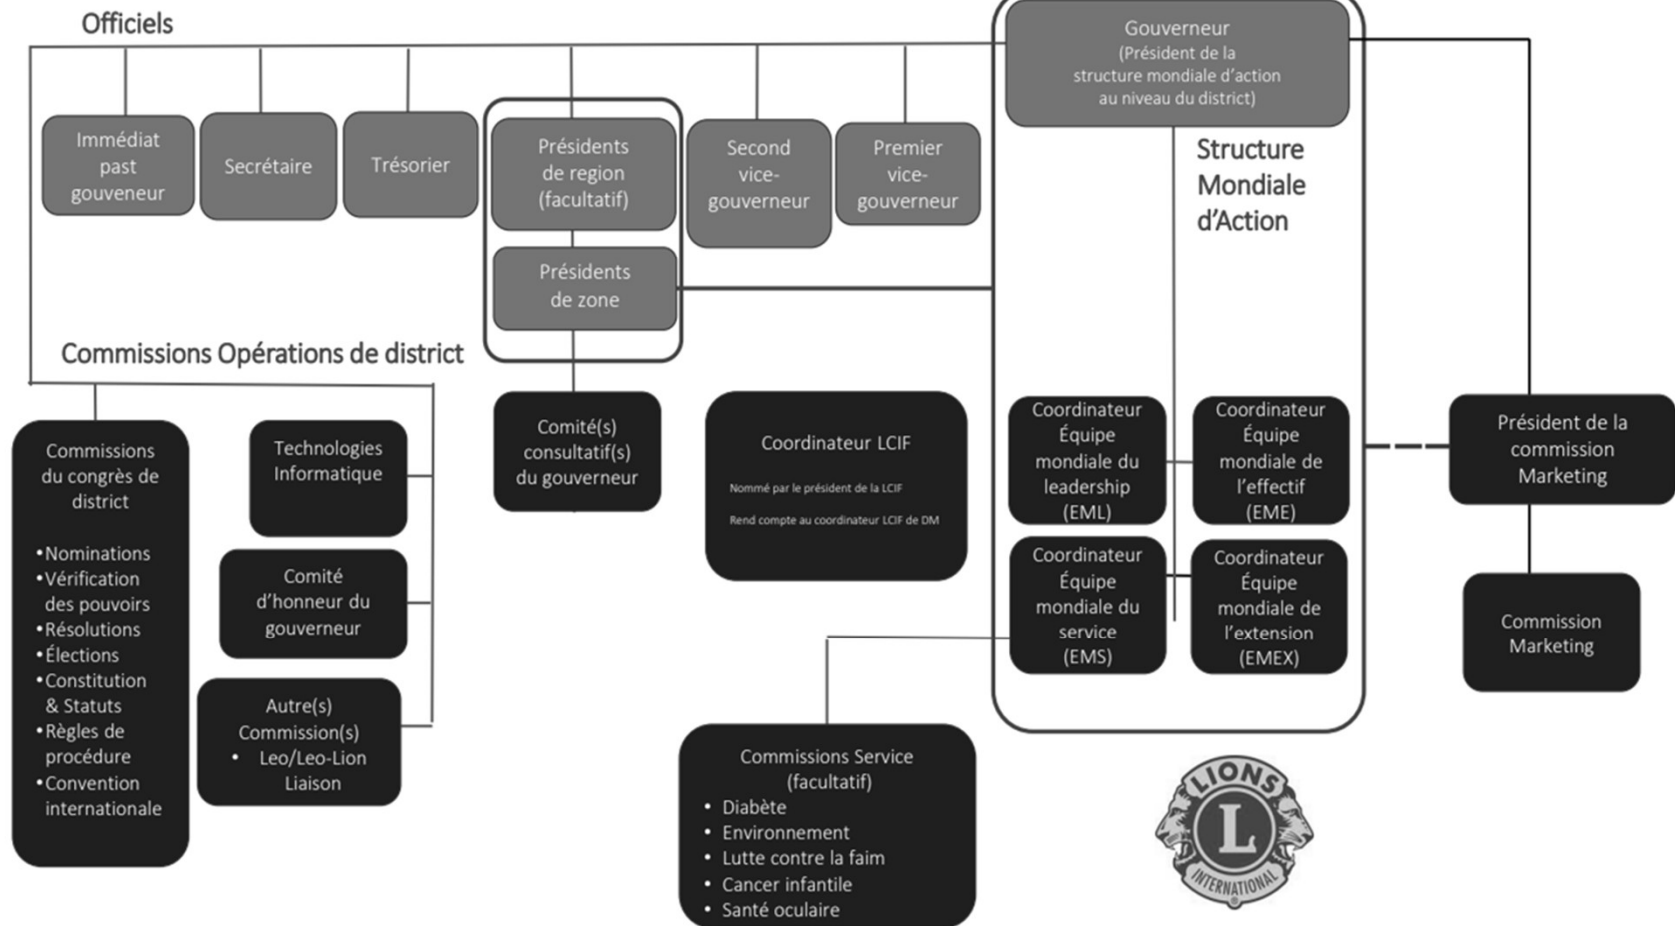 Officiels
Gouverneur
(Président de la
structure mondiale d’action
au niveau du district)
Immédiat
past
gouveneur
Secrétaire
Trésorier
Présidents
de region
(facultatif)
Second
vice-
gouverneur
Premier
vice-
gouverneur
Structure
Mondiale
d’Action
Présidents
de zone
Commissions Opérations de district
Commissions
du congrès de
district
•Nominations
•Vérification
des pouvoirs
•Résolutions
•Élections
•Constitution
& Statuts
•Règles de
procédure
•Convention
internationale
Technologies
Informatique
Comité
d’honneur du
gouverneur
Autre(s)
Commission(s)
• Leo/Leo-Lion
Liaison
Comité(s)
consultatif(s)
du gouverneur
Coordinateur LCIF
Nommé par le président de la LCIF
Rend compte au coordinateur LCIF de DM
Coordinateur
Équipe
mondiale du
leadership
(EML)
Coordinateur
Équipe
mondiale de
l’effectif
(EME)
Coordinateur
Équipe
mondiale du
service
(EMS)
Coordinateur
Équipe
mondiale de
l’extension
(EMEX)
Président de la
commission
Marketing
Commission
Marketing
Commissions Service
(facultatif)
• Diabète
• Environnement
• Lutte contre la faim
• Cancer infantile
• Santé oculaire
LIONS
L
INTERNATIONAL